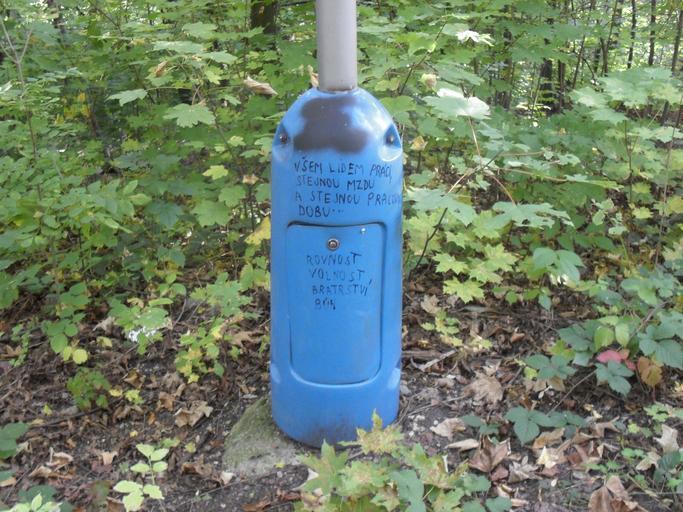 VŠEM LIDEM PRÁCI,
STEJNOU MZDU
A STEJNOU PRACOVNÍ
DOBU...
ROVNOST
VOLNOST
BRATRSTVÍ
BŮH